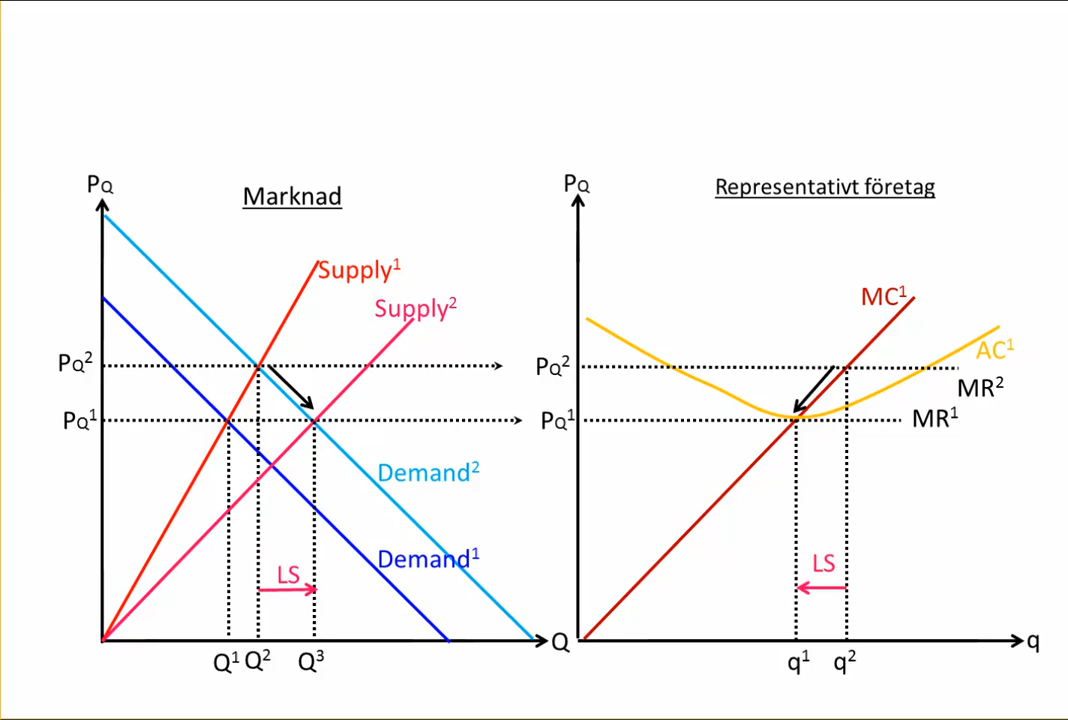 Marknad
PQ
Supply¹
Supply²
PQ²
PQ¹
Demand²
Demand¹
LS
Q
Q¹ Q² Q³
Representativt företag
PQ
MC¹
AC¹
PQ²
MR²
PQ¹
MR¹
LS
q
q¹ q²